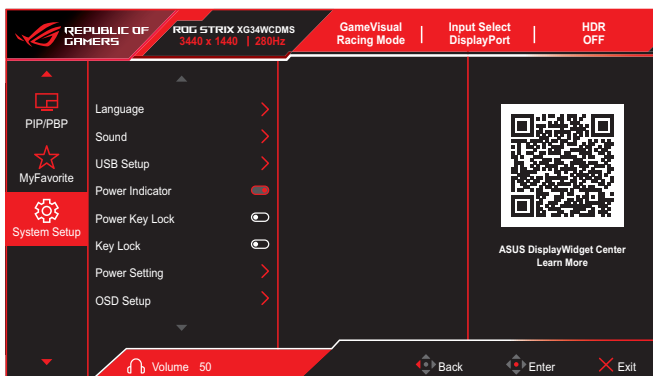 REPUBLIC OF
GAMERS
ROG STRIX XG34WCDMS
3440 x 1440 | 280Hz
GameVisual
Racing Mode
Input Select
DisplayPort
HDR
OFF
PIP/PBP
MyFavorite
System Setup
Language
Sound
USB Setup
Power Indicator
Power Key Lock
Key Lock
Power Setting
OSD Setup
ASUS DisplayWidget Center
Learn More
Volume 50
Back
Enter
Exit